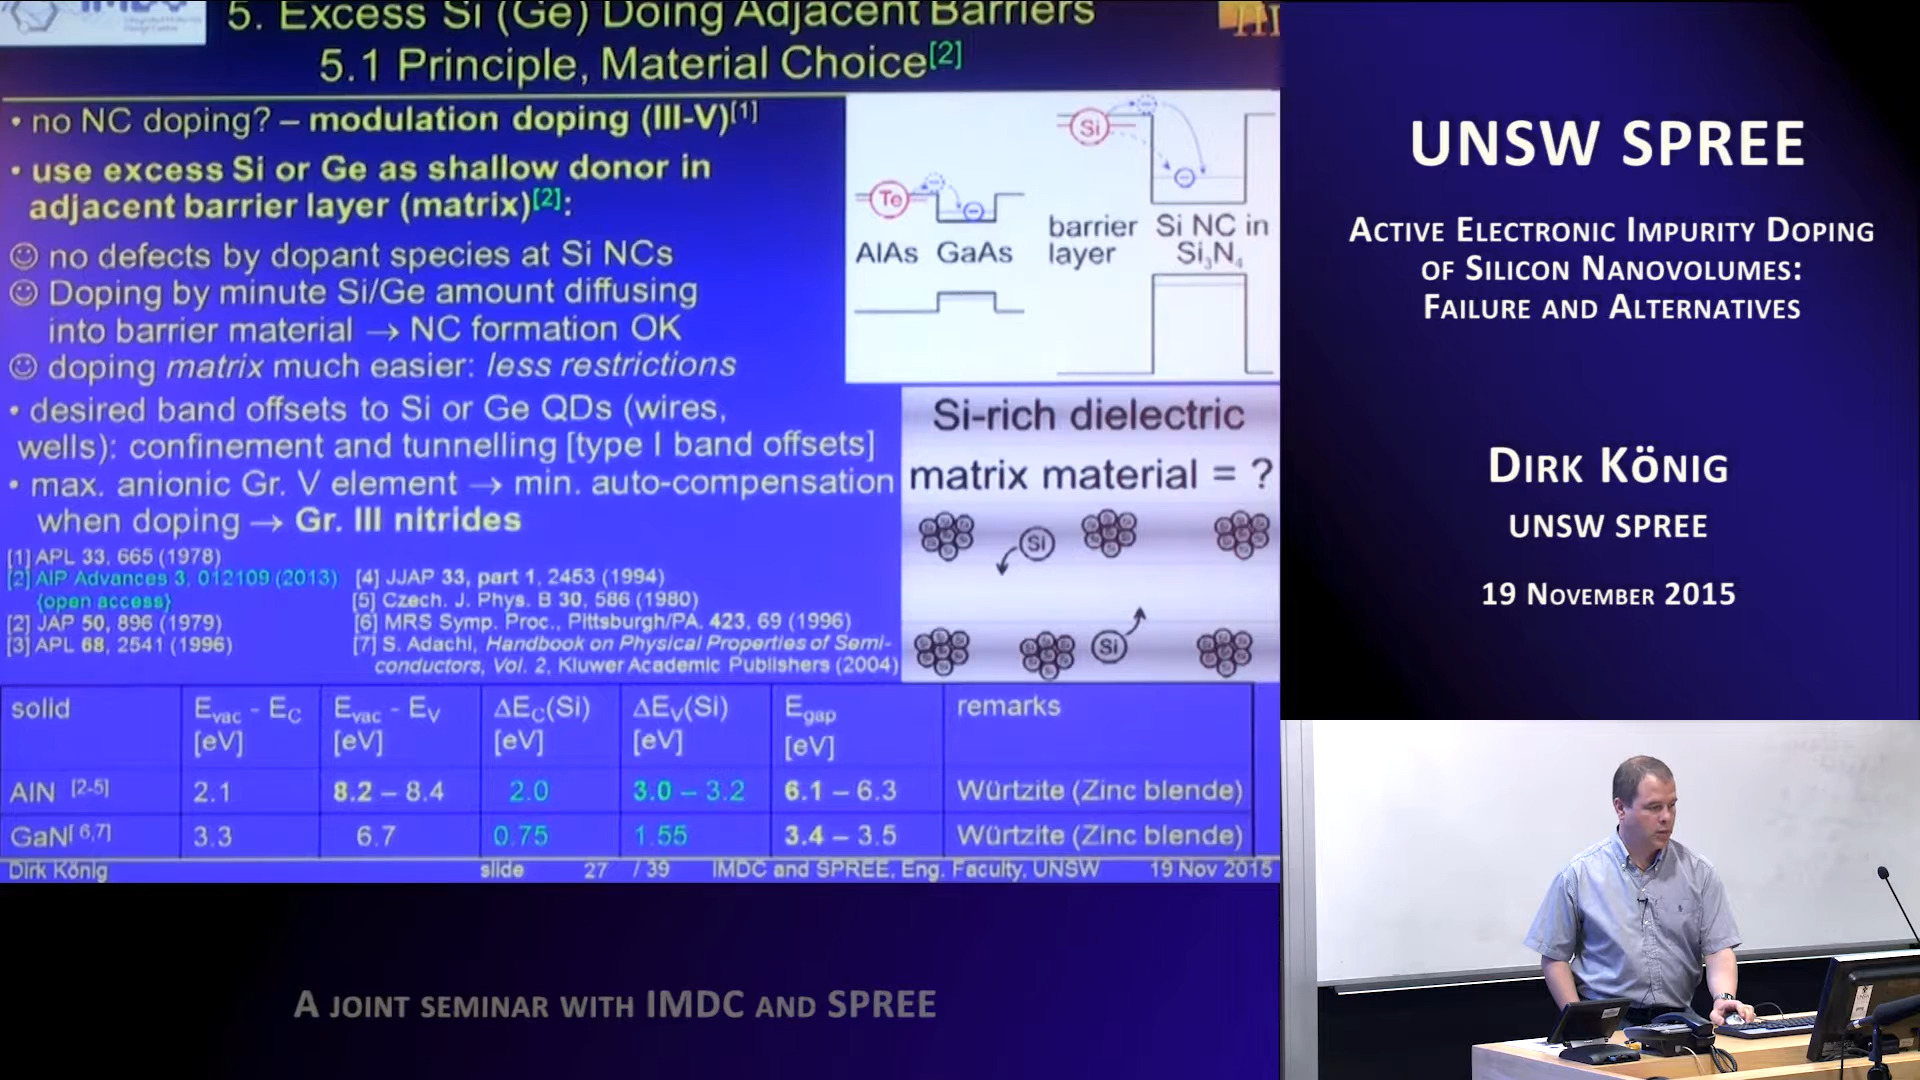 5. Excess Si (Ge) Doing Adjacent Barriers
5.1 Principle, Material Choice[2]
• no NC doping? – modulation doping (III-V)[1]
• use excess Si or Ge as shallow donor in
adjacent barrier layer (matrix)[2]:
☺ no defects by dopant species at Si NCs
☺ Doping by minute Si/Ge amount diffusing
into barrier material → NC formation OK
☺ doping matrix much easier: less restrictions
• desired band offsets to Si or Ge QDs (wires,
wells): confinement and tunnelling [type I band offsets]
• max. anionic Gr. V element → min. auto-compensation
when doping → Gr. III nitrides
[1] APL 33, 665 (1978)
[2] AIP Advances 3, 012109 (2013)
{open access}
[2] JAP 50, 896 (1979)
[3] APL 68, 2541 (1996)
[4] JJAP 33, part 1, 2453 (1994)
[5] Czech. J. Phys. B 30, 586 (1980)
[6] MRS Symp. Proc., Pittsburgh/PA. 423, 69 (1996)
[7] S. Adachi, Handbook on Physical Properties of Semi-
conductors, Vol. 2, Kluwer Academic Publishers (2004)
Te
AlAs GaAs
Si
barrier
layer
Si NC in
Si3N4
Si-rich dielectric
matrix material = ?
Si
Si
solid Evac - EC [eV] Evac - EV [eV] ΔEC(Si) [eV] ΔEV(Si) [eV] Egap [eV] remarks
AlN [2-5] 2.1 8.2 – 8.4 2.0 3.0 – 3.2 6.1 – 6.3 Würtzite (Zinc blende)
GaN[6,7] 3.3 6.7 0.75 1.55 3.4 – 3.5 Würtzite (Zinc blende)
Dirk König slide 27 / 39 IMDC and SPREE, Eng. Faculty, UNSW 19 Nov 2015
A joint seminar with IMDC and SPREE
UNSW SPREE
Active Electronic Impurity Doping
of Silicon Nanovolumes:
Failure and Alternatives
Dirk König
UNSW SPREE
19 November 2015